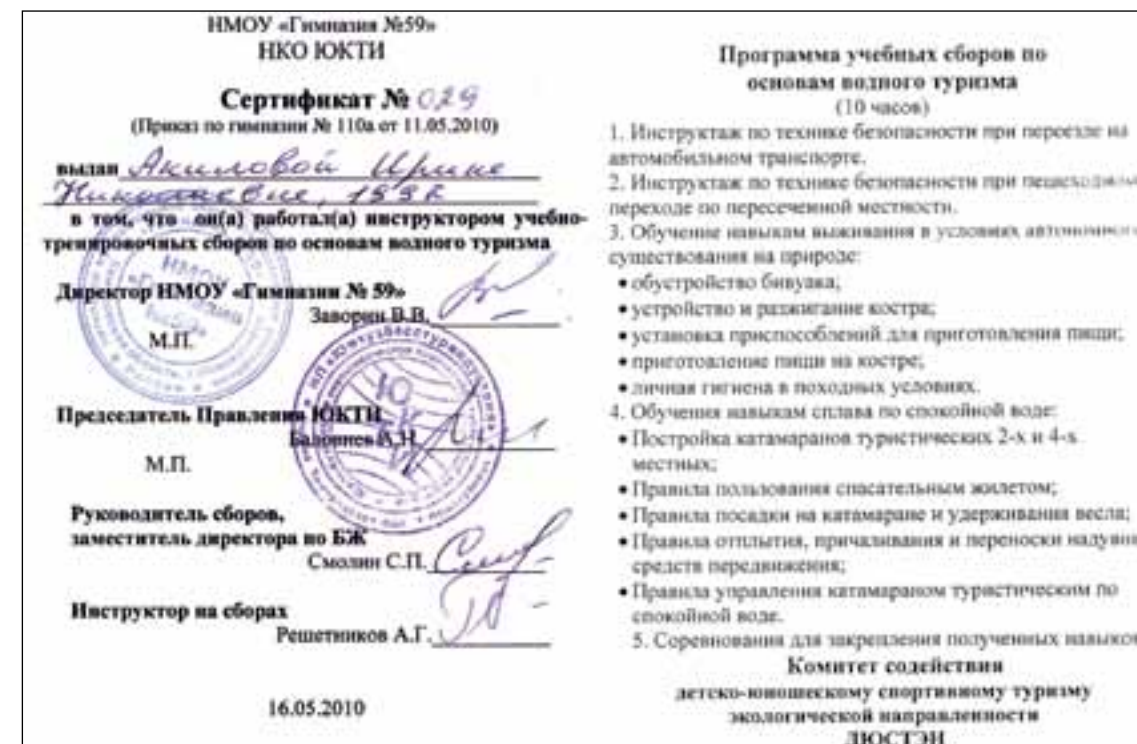 НМОУ «Гимназия №59»
НКО ЮКТИ
Сертификат № 029
(Приказ по гимназии № 110а от 11.05.2010)
выдан Акиловой Ирине
1996
в том, что он(а) работал(а) инструктором учебно-
тренировочных сборов по основам водного туризма
Директор НМОУ «Гимназии № 59»
Заворин В.В.
М.П.
Председатель Правления ЮКТИ
М.П.
Руководитель сборов,
заместитель директора по БЖ
Смолин С.П.
Инструктор на сборах
Решетников А.Г.
16.05.2010
Программа учебных сборов по
основам водного туризма
(10 часов)
1. Инструктаж по технике безопасности при переезде на
автомобильном транспорте.
2. Инструктаж по технике безопасности при
переходе по пересеченной местности.
3. Обучение навыкам выживания в условиях автономного
существования на природе:
• обустройство бивуака;
• устройство и разжигание костра;
• установка приспособлений для приготовления пищи;
• приготовление пищи на костре;
• личная гигиена в походных условиях.
4. Обучения навыкам сплава по спокойной воде:
• Постройка катамаранов туристических 2-х и 4-х
местных;
• Правила пользования спасательным жилетом;
• Правила посадки на катамаране и удерживания весла;
• Правила отплытия, причаливания и переноски надувн
средств передвижения;
• Правила управления катамараном туристическим по
спокойной воде.
5. Соревнования для закрепления полученных навыков
Комитет содействия
детско-юношескому спортивному туризму
экологической направленности
ДЮСТЭН